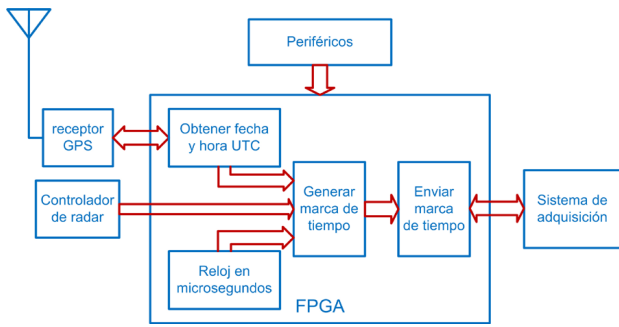 Periféricos
receptor
GPS
Obtener fecha
y hora UTC
Controlador
de radar
Generar
marca de
tiempo
Enviar
marca
de tiempo
Sistema de
adquisición
Reloj en
microsegundos
FPGA